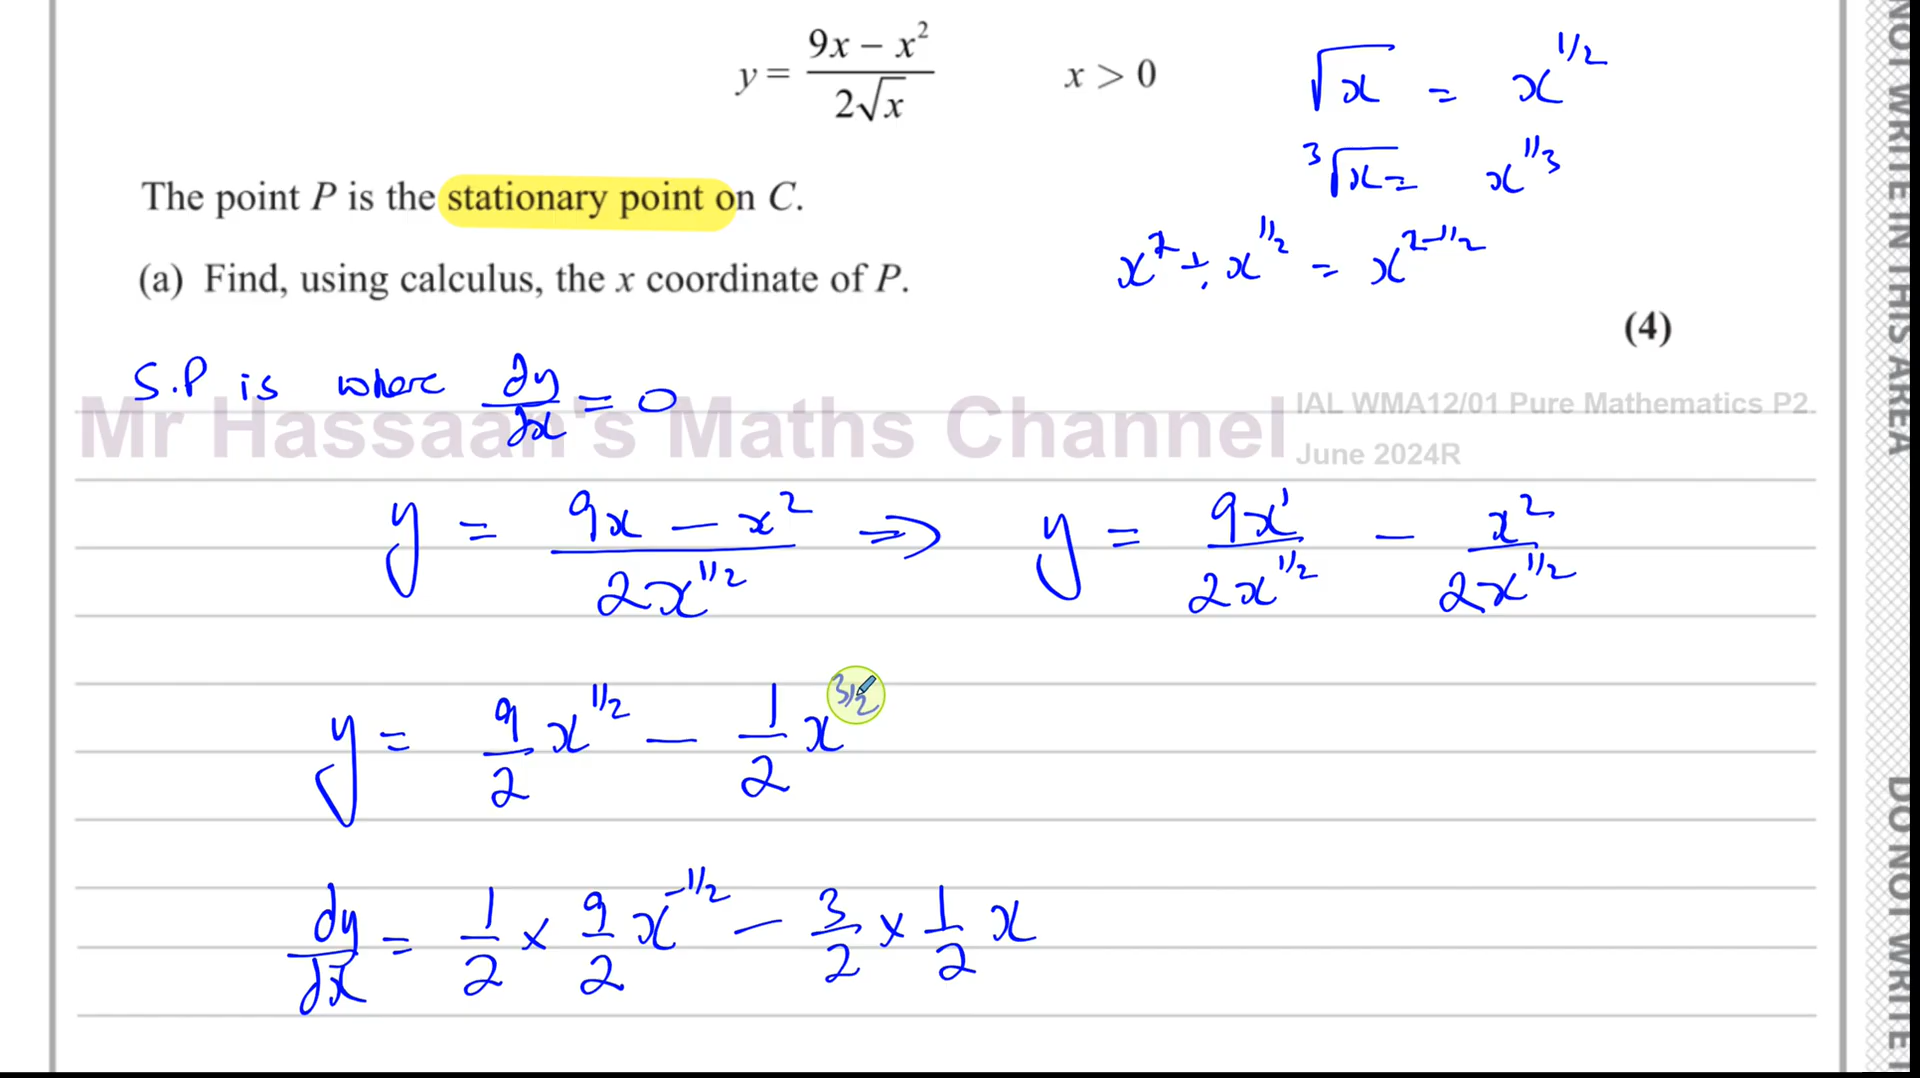 y = (9x − x²)/(2√x)    x > 0
√x = x^1/2
³√x = x^1/3
The point P is the stationary point on C.
x² ÷ x^1/2 = x^2-1/2
(a) Find, using calculus, the x coordinate of P.
(4)
S.P is where dy/dx = 0
Mr Hassaan's Maths Channel
IAL WMA12/01 Pure Mathematics P2
June 2024R
y = (9x − x²)/(2x^1/2) ⇒ y = 9x^1/(2x^1/2) − x²/(2x^1/2)
y = 9/2 x^1/2 − 1/2 x^3/2
dy/dx = 1/2 × 9/2 x^-1/2 − 3/2 × 1/2 x
NOT WRITE IN THIS AREA
DO NOT WRITE I